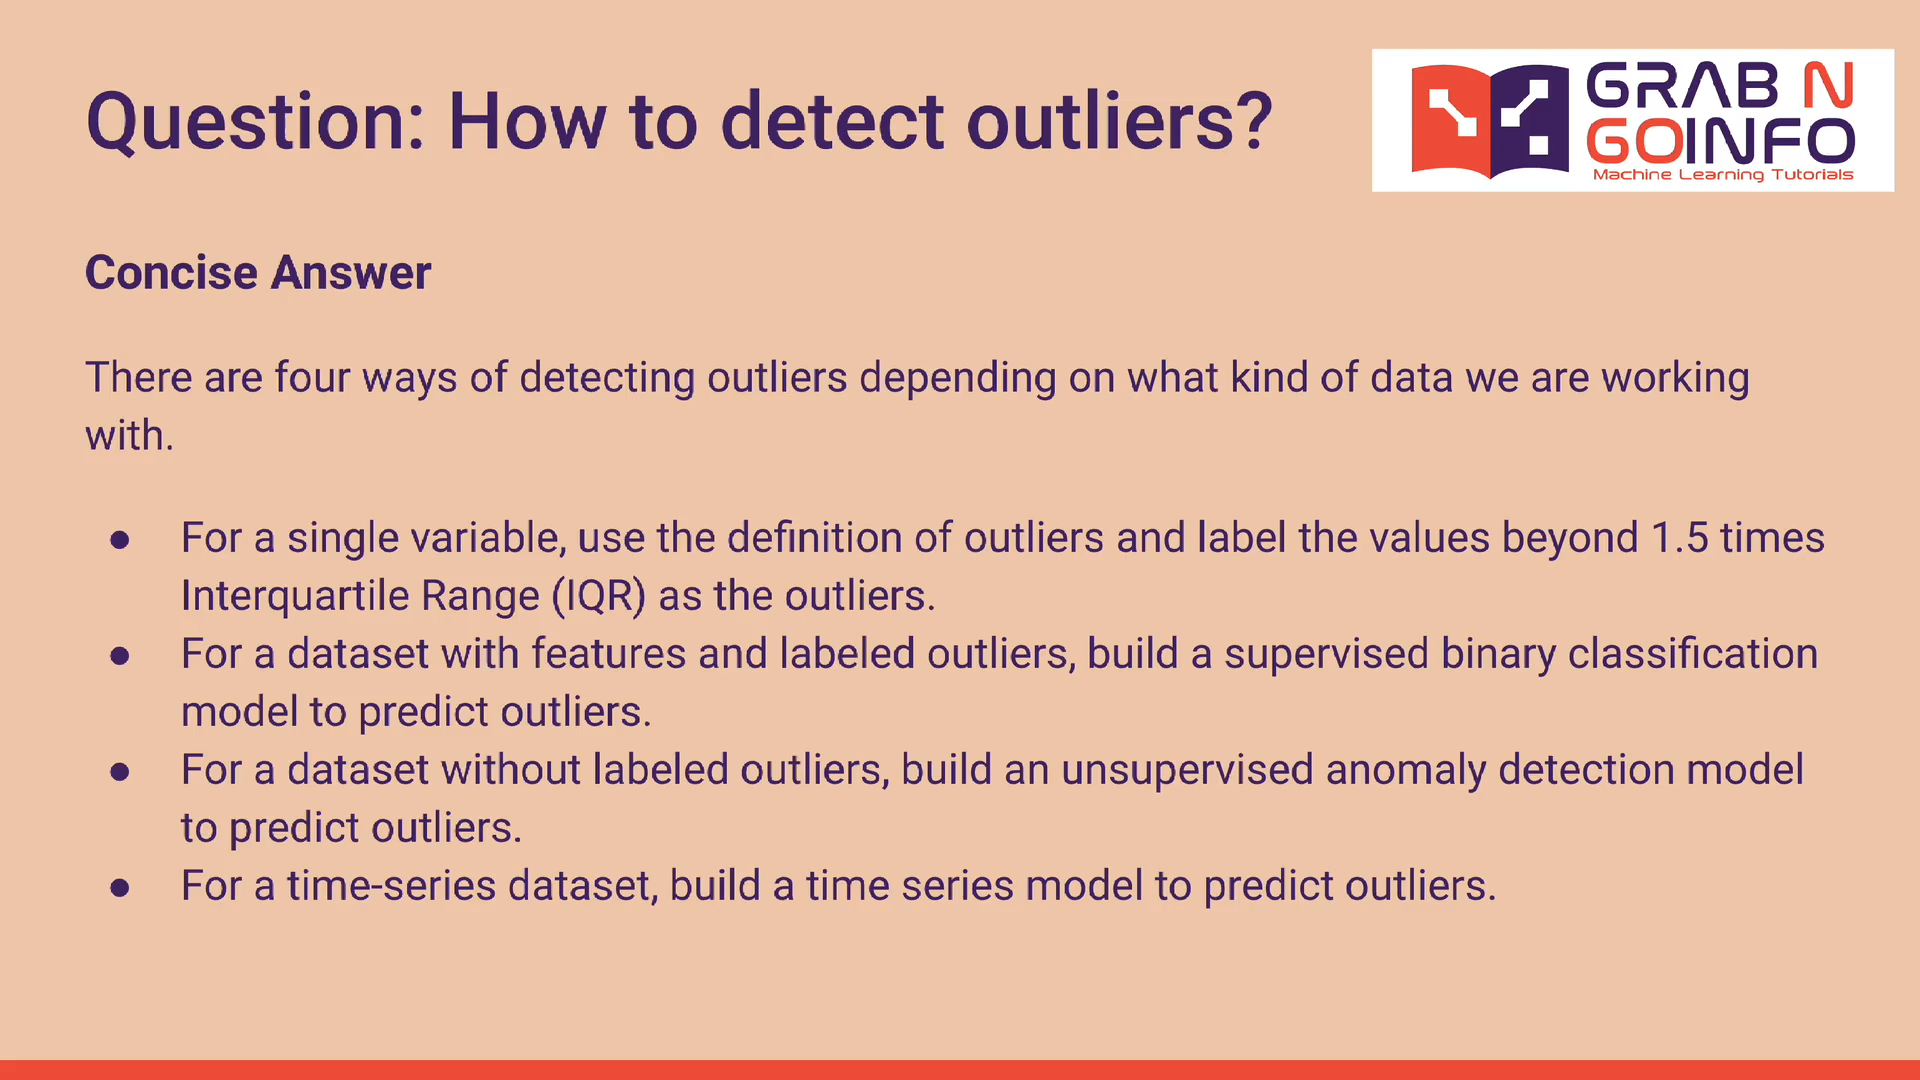 Question: How to detect outliers?
GRAB N
GOINFO
Machine Learning Tutorials
Concise Answer
There are four ways of detecting outliers depending on what kind of data we are working
with.
● For a single variable, use the definition of outliers and label the values beyond 1.5 times
Interquartile Range (IQR) as the outliers.
● For a dataset with features and labeled outliers, build a supervised binary classification
model to predict outliers.
● For a dataset without labeled outliers, build an unsupervised anomaly detection model
to predict outliers.
● For a time-series dataset, build a time series model to predict outliers.